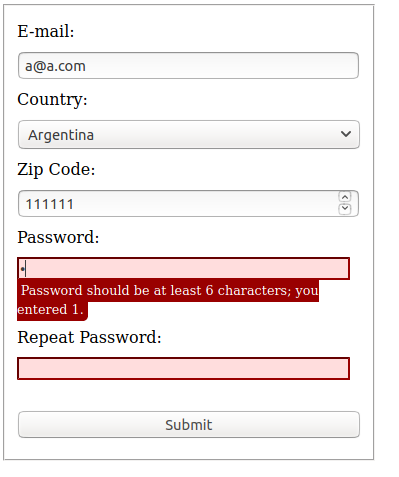 E-mail:
a@a.com
Country:
Argentina
Zip Code:
111111
Password:
•
Password should be at least 6 characters; you
entered 1.
Repeat Password:
Submit